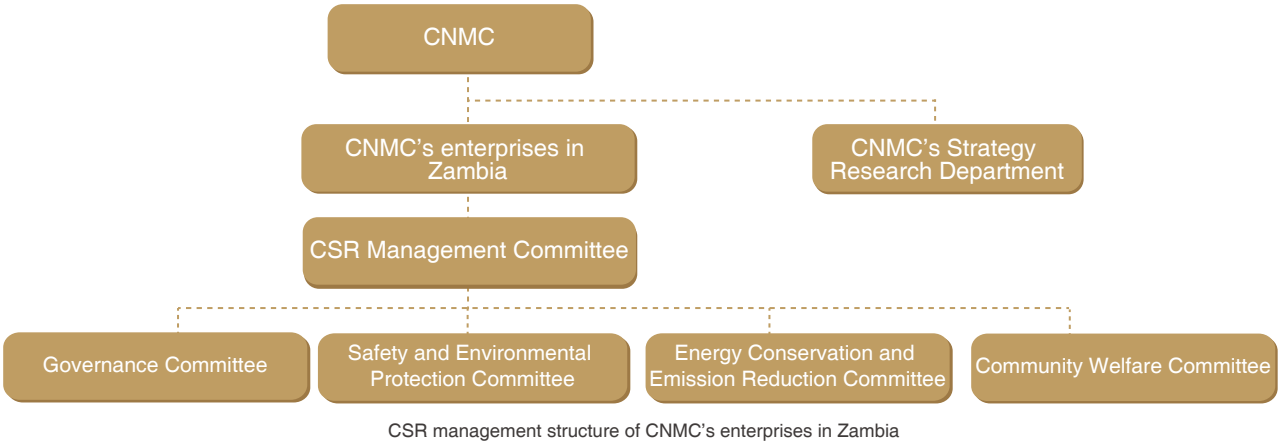 CNMC
CNMC's enterprises in
Zambia
CNMC's Strategy
Research Department
CSR Management Committee
Governance Committee
Safety and Environmental
Protection Committee
Energy Conservation and
Emission Reduction Committee
Community Welfare Committee
CSR management structure of CNMC's enterprises in Zambia